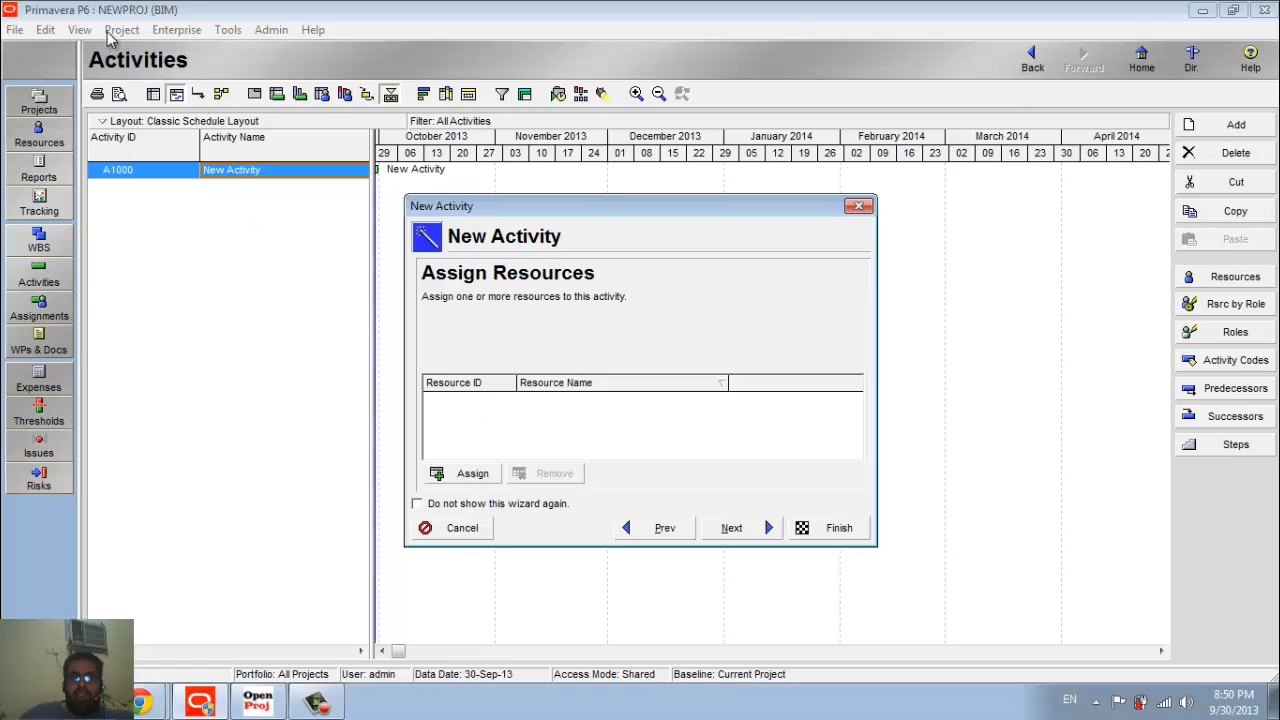 Primavera P6 : NEWPROJ (BIM)
File Edit View Project Enterprise Tools Admin Help
Activities
Back Forward Home Dir. Help
Layout: Classic Schedule Layout Filter: All Activities
Activity ID Activity Name
October 2013 November 2013 December 2013 January 2014 February 2014 March 2014 April 2014
29 06 13 20 27 03 10 17 24 01 08 15 22 29 05 12 19 26 02 09 16 23 02 09 16 23 30 06 13 20 2
A1000 New Activity New Activity
Projects
Resources
Reports
Tracking
WBS
Activities
Assignments
WPs & Docs
Expenses
Thresholds
Issues
Risks
New Activity
New Activity
Assign Resources
Assign one or more resources to this activity.
Resource ID Resource Name
Assign Remove
Do not show this wizard again.
Cancel Prev Next Finish
Add
Delete
Cut
Copy
Paste
Resources
Rsrc by Role
Roles
Activity Codes
Predecessors
Successors
Steps
Portfolio: All Projects User: admin Data Date: 30-Sep-13 Access Mode: Shared Baseline: Current Project
Open
Proj
EN
8:50 PM
9/30/2013